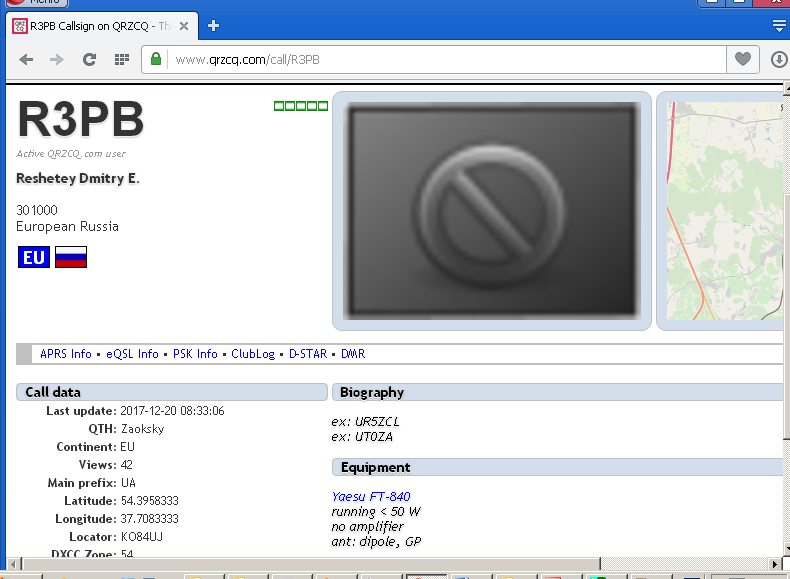 R3PB Callsign on QRZCQ - Th
www.qrzcq.com/call/R3PB
R3PB
Active QRZCQ.com user
Reshetey Dmitry E.
301000
European Russia
EU
APRS Info • eQSL Info • PSK Info • ClubLog • D-STAR • DMR
Call data
Last update: 2017-12-20 08:33:06
QTH: Zaoksky
Continent: EU
Views: 42
Main prefix: UA
Latitude: 54.3958333
Longitude: 37.7083333
Locator: KO84UJ
DXCC Zone: 54
Biography
ex: UR5ZCL
ex: UT0ZA
Equipment
Yaesu FT-840
running < 50 W
no amplifier
ant: dipole, GP